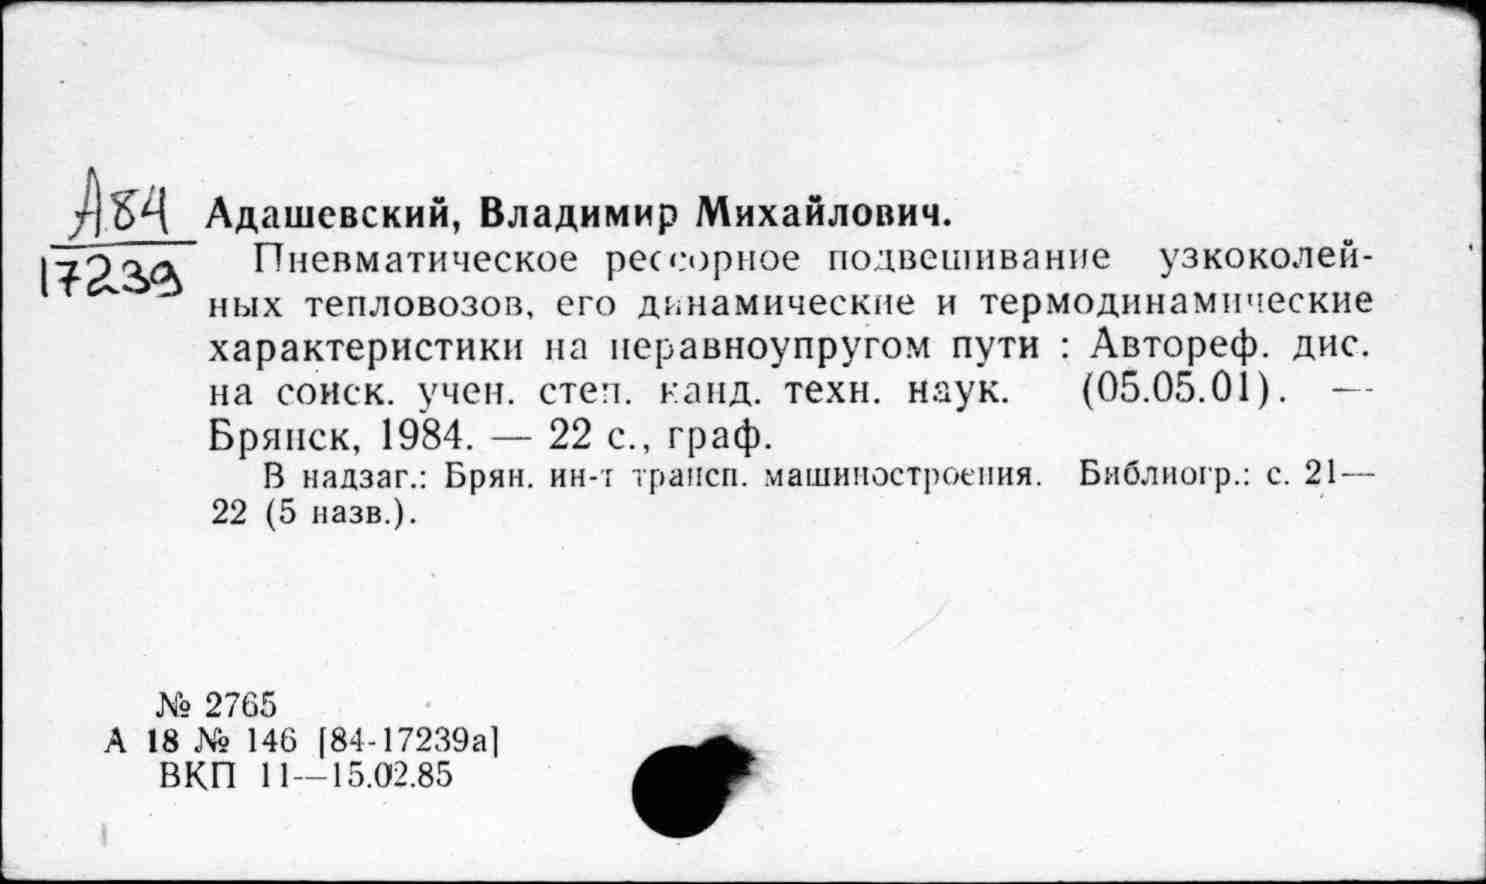 А84 Адашевский, Владимир Михайлович.
17239 Пневматическое рессорное подвешивание узкоколей-
ных тепловозов, его динамические и термодинамические
характеристики на неравноупругом пути : Автореф. дис.
на соиск. учен. степ. канд. техн. наук. (05.05.01). —
Брянск, 1984. — 22 с., граф.
В надзаг.: Брян. ин-т трансп. машиностроения. Библиогр.: с. 21—
22 (5 назв.).
№ 2765
А 18 № 146 [84-17239а]
ВКП 11—15.02.85